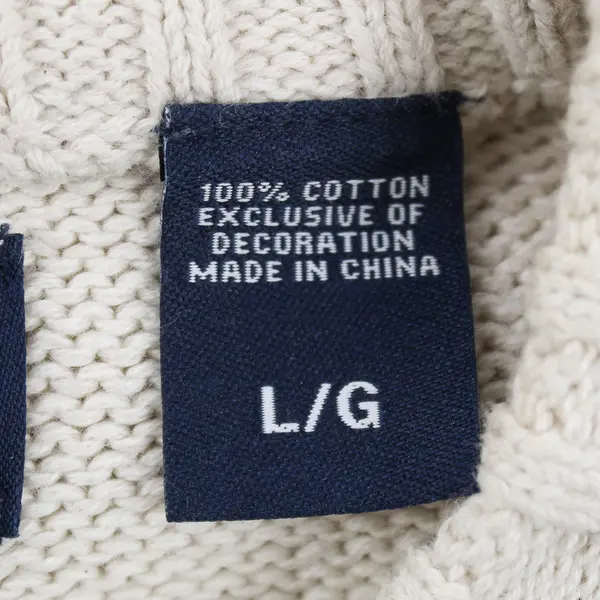 100% COTTON
EXCLUSIVE OF
DECORATION
MADE IN CHINA
L/G